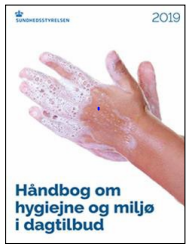 SUNDHEDSSTYRELSEN
2019
Håndbog om
hygiejne og miljø
i dagtilbud